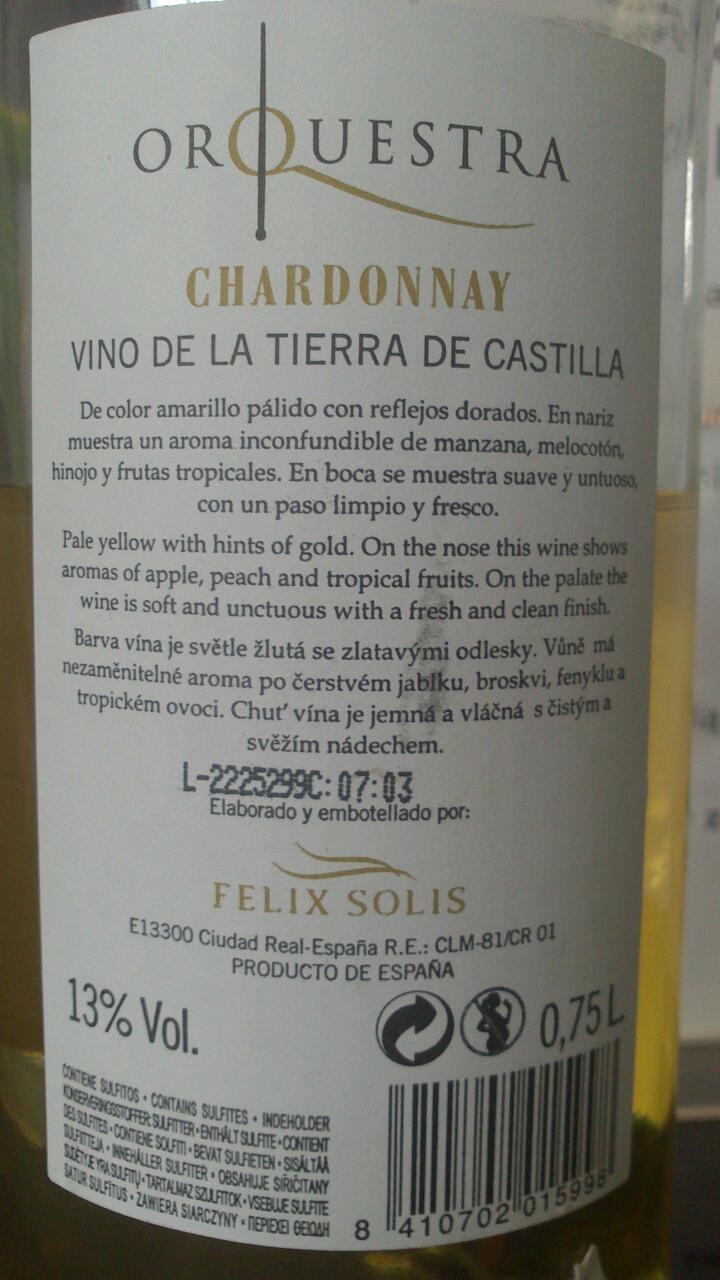 ORQUESTRA
CHARDONNAY
VINO DE LA TIERRA DE CASTILLA
De color amarillo pálido con reflejos dorados. En nariz
muestra un aroma inconfundible de manzana, melocotón,
hinojo y frutas tropicales. En boca se muestra suave y untuoso,
con un paso limpio y fresco.
Pale yellow with hints of gold. On the nose this wine shows
aromas of apple, peach and tropical fruits. On the palate the
wine is soft and unctuous with a fresh and clean finish.
Barva vína je světle žlutá se zlatavými odlesky. Vůně má
nezaměnitelné aroma po čerstvém jablku, broskvi, fenyklu a
tropickém ovoci. Chuť vína je jemná a vláčná s čistým a
svěžím nádechem.
L-2225299C:07:03
Elaborado y embotellado por:
FELIX SOLIS
E13300 Ciudad Real-España R.E.: CLM-81/CR 01
PRODUCTO DE ESPAÑA
13% Vol.
0,75 L
CONTIENE SULFITOS • CONTAINS SULFITES • INDEHOLDER
KONSERVERINGSSTOFFER: SULFITTER • ENTHÄLT SULFITE • CONTIENT
DES SULFITES • CONTIENE SOLFITI • BEVAT SULFIETEN • SISÄLTÄÄ
SULFITTEJA • INNEHÅLLER SULFITER • OBSAHUJE SIŘIČITANY
SUDĖTYJE YRA SULFITŲ • TARTALMAZ SZULFITOK • VSEBUJE SULFITE
SATUR SULFĪTUS • ZAWIERA SIARCZYNY • ΠΕΡΙΕΧΕΙ ΘΕΙΩΔΗ
8 410702 015998